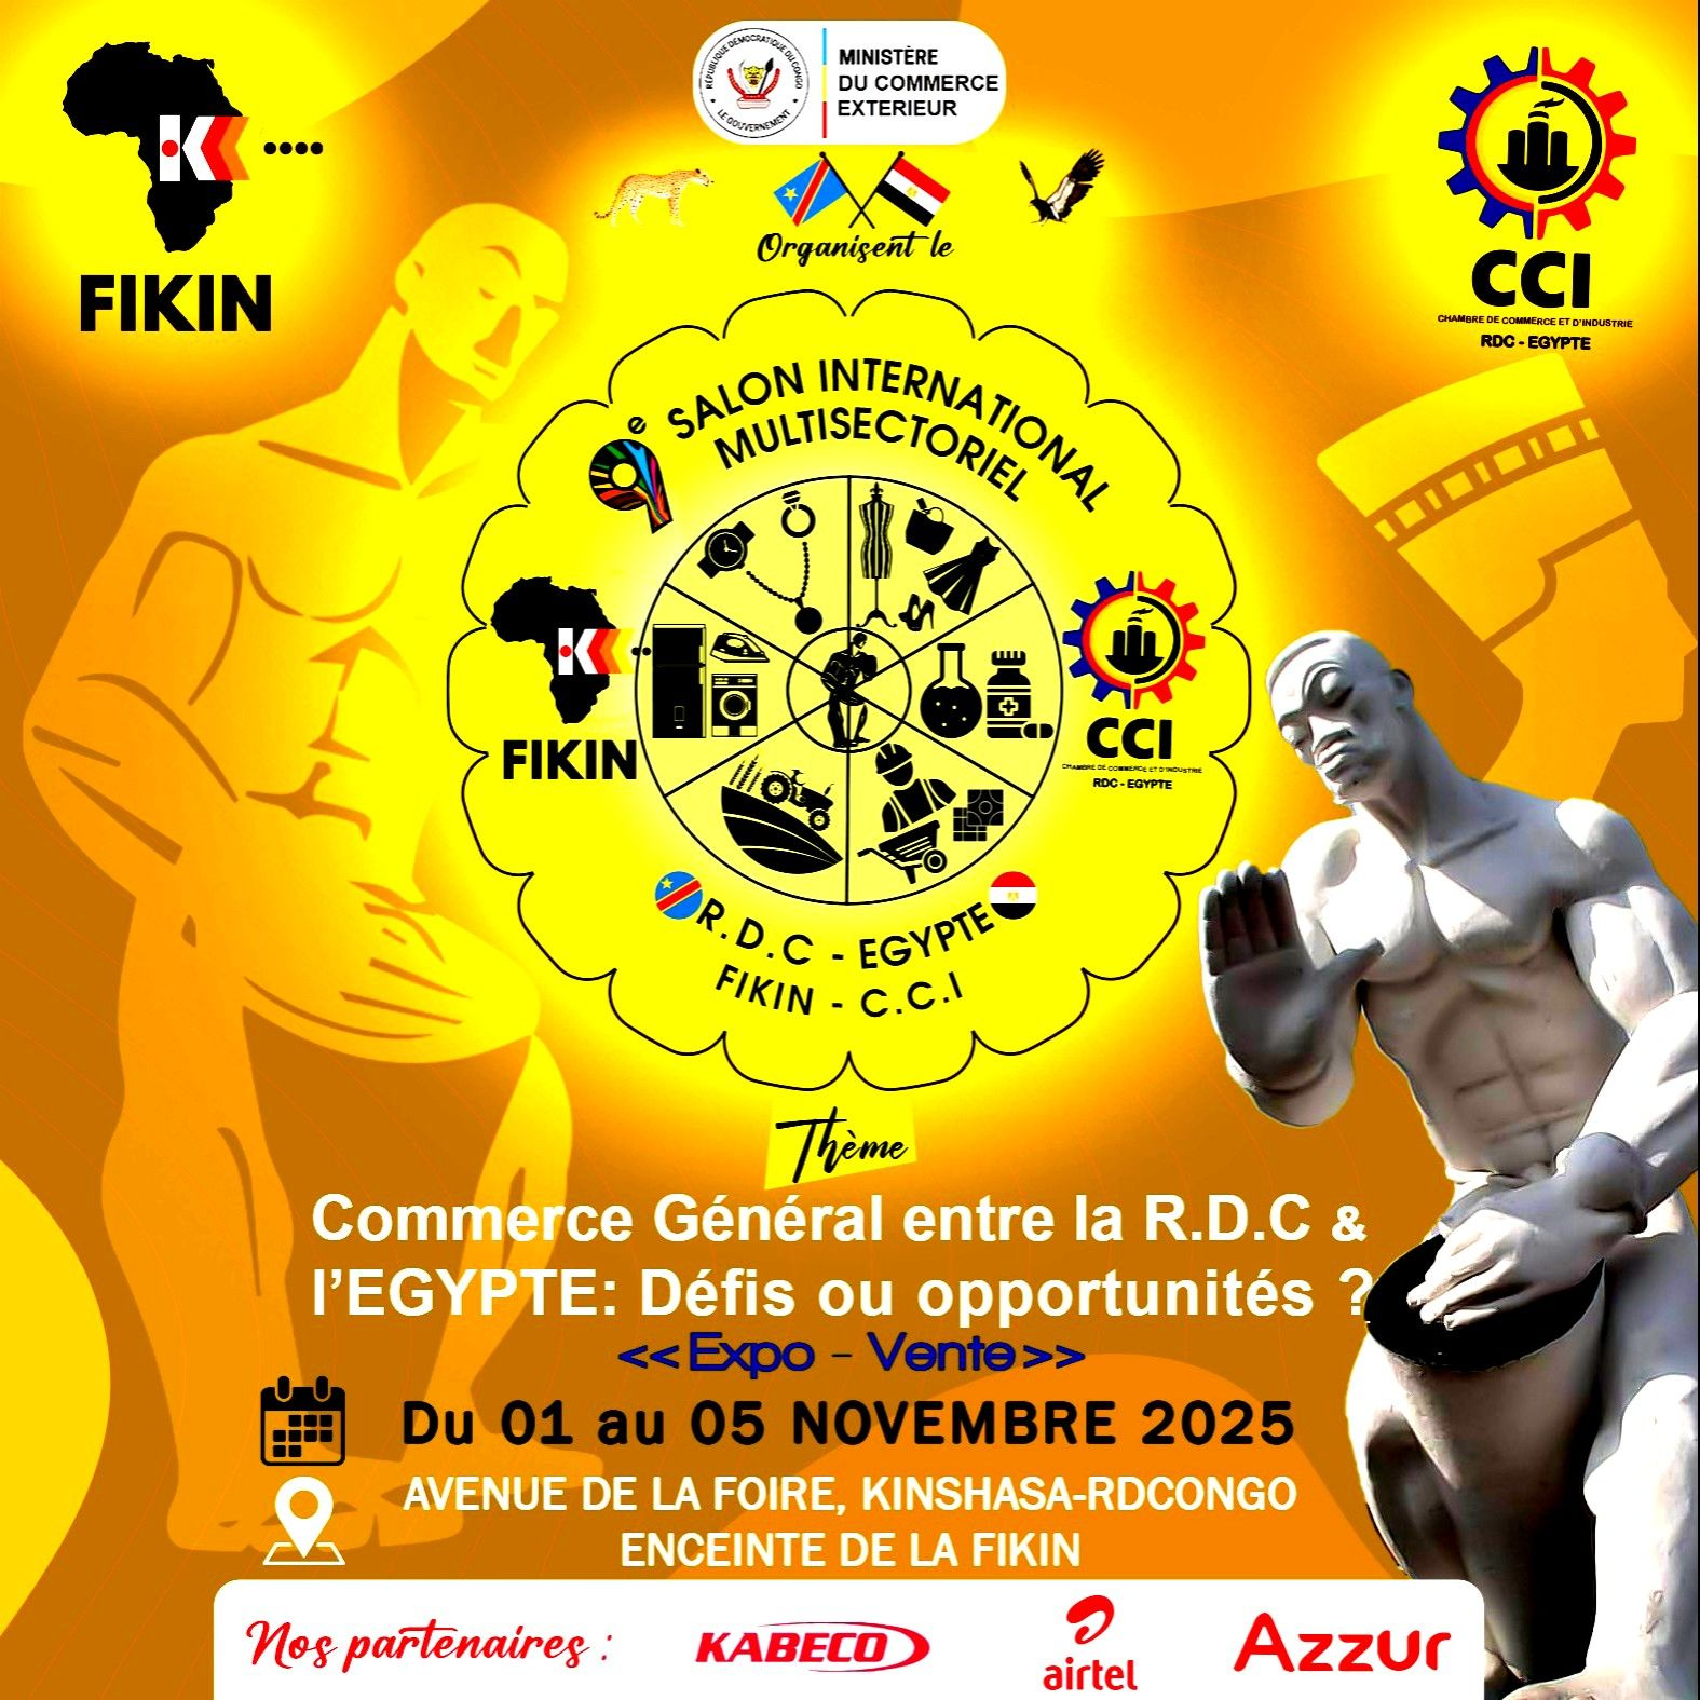 RÉPUBLIQUE DÉMOCRATIQUE DU CONGO
LE GOUVERNEMENT
MINISTÈRE
DU COMMERCE
EXTERIEUR
K
FIKIN
CCI
CHAMBRE DE COMMERCE ET D'INDUSTRIE
RDC - EGYPTE
Organisent le
9e SALON INTERNATIONAL
MULTISECTORIEL
K
FIKIN
CCI
CHAMBRE DE COMMERCE ET D'INDUSTRIE
RDC - EGYPTE
R.D.C - EGYPTE
FIKIN - C.C.I
Thème
Commerce Général entre la R.D.C &
l'EGYPTE: Défis ou opportunités ?
<<Expo - Vente>>
Du 01 au 05 NOVEMBRE 2025
AVENUE DE LA FOIRE, KINSHASA-RDCONGO
ENCEINTE DE LA FIKIN
Nos partenaires : KABECO airtel Azzur